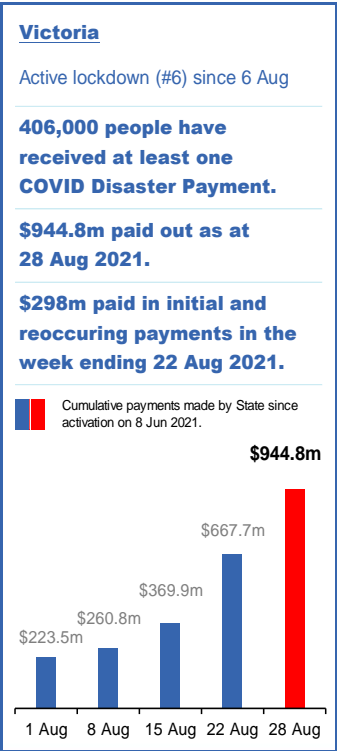 Victoria
Active lockdown (#6) since 6 Aug
406,000 people have
received at least one
COVID Disaster Payment.
$944.8m paid out as at
28 Aug 2021.
$298m paid in initial and
reoccuring payments in the
week ending 22 Aug 2021.
Cumulative payments made by State since
activation on 8 Jun 2021.
$944.8m
$667.7m
$369.9m
$260.8m
$223.5m
1 Aug 8 Aug 15 Aug 22 Aug 28 Aug